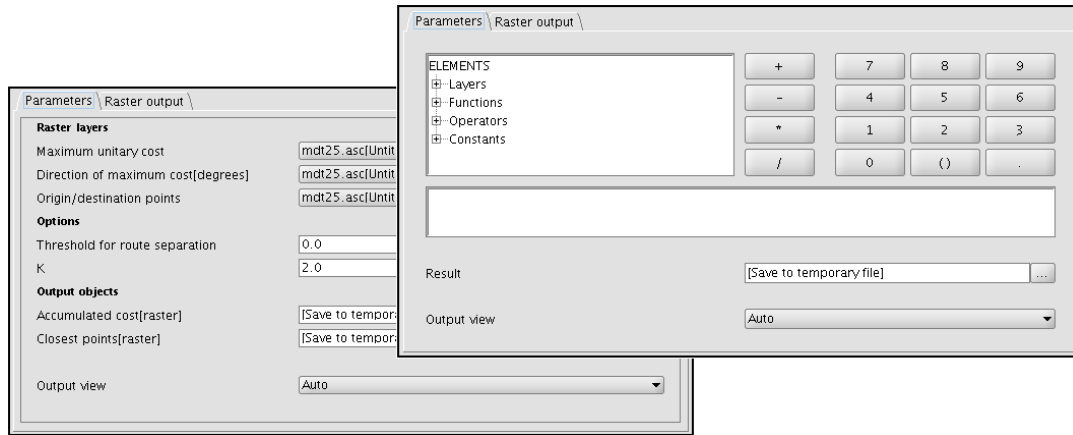 Parameters Raster output
Raster layers
Maximum unitary cost mdt25.asc[Untit
Direction of maximum cost[degrees] mdt25.asc[Untit
Origin/destination points mdt25.asc[Untit
Options
Threshold for route separation 0.0
K 2.0
Output objects
Accumulated cost[raster] [Save to tempora
Closest points[raster] [Save to tempora
Output view Auto
Parameters Raster output
ELEMENTS
Layers
Functions
Operators
Constants
+ 7 8 9
- 4 5 6
* 1 2 3
/ 0 () .
Result [Save to temporary file] ...
Output view Auto